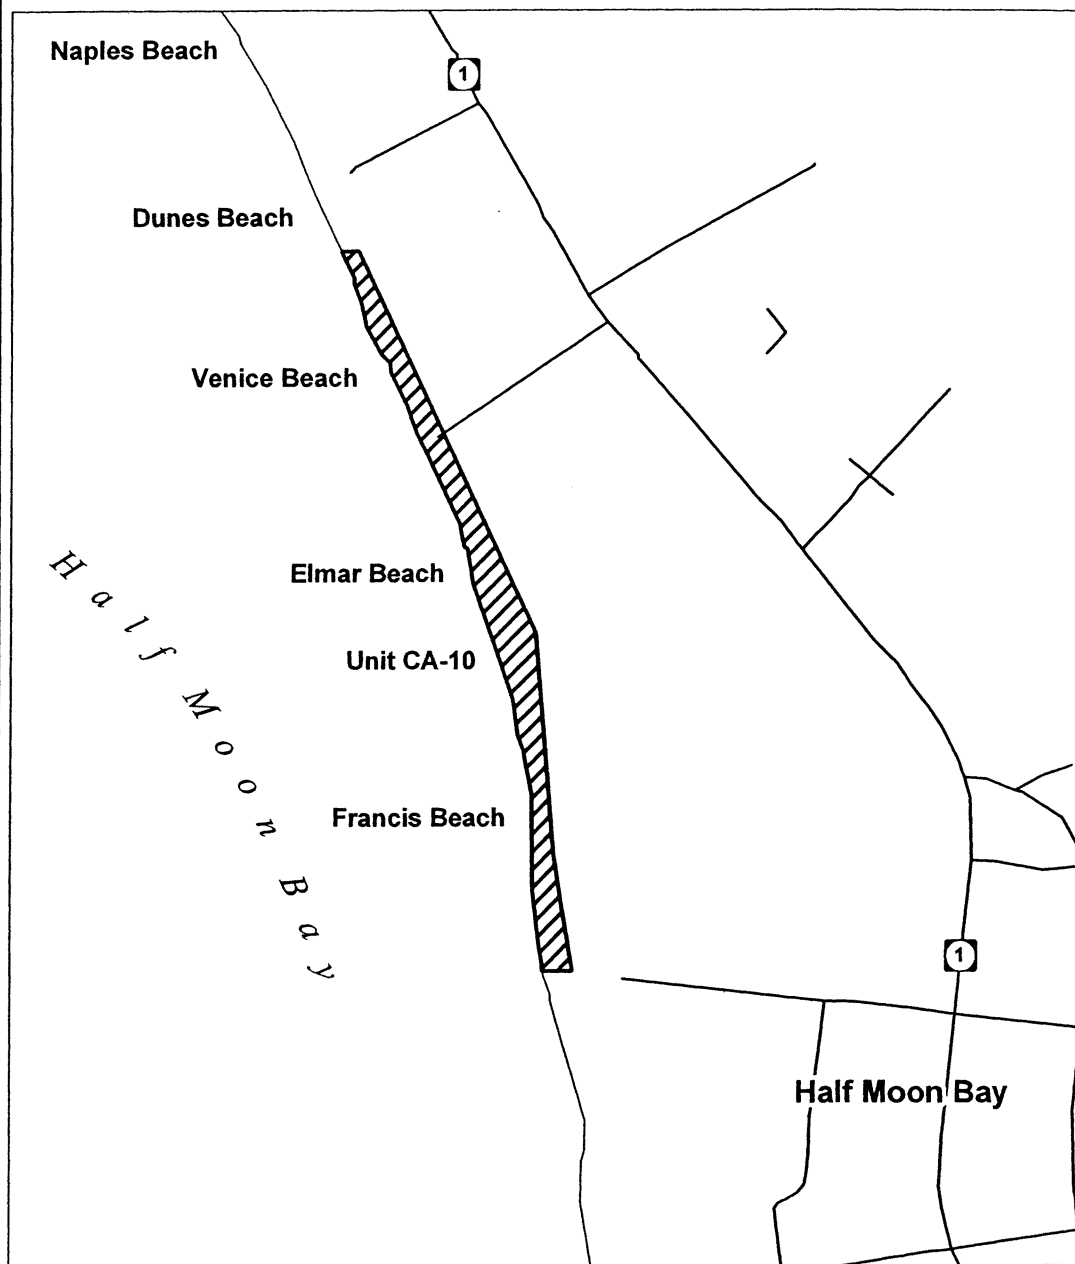 Naples Beach
1
Dunes Beach
Venice Beach
Elmar Beach
Half Moon Bay
Unit CA-10
Francis Beach
1
Half Moon Bay